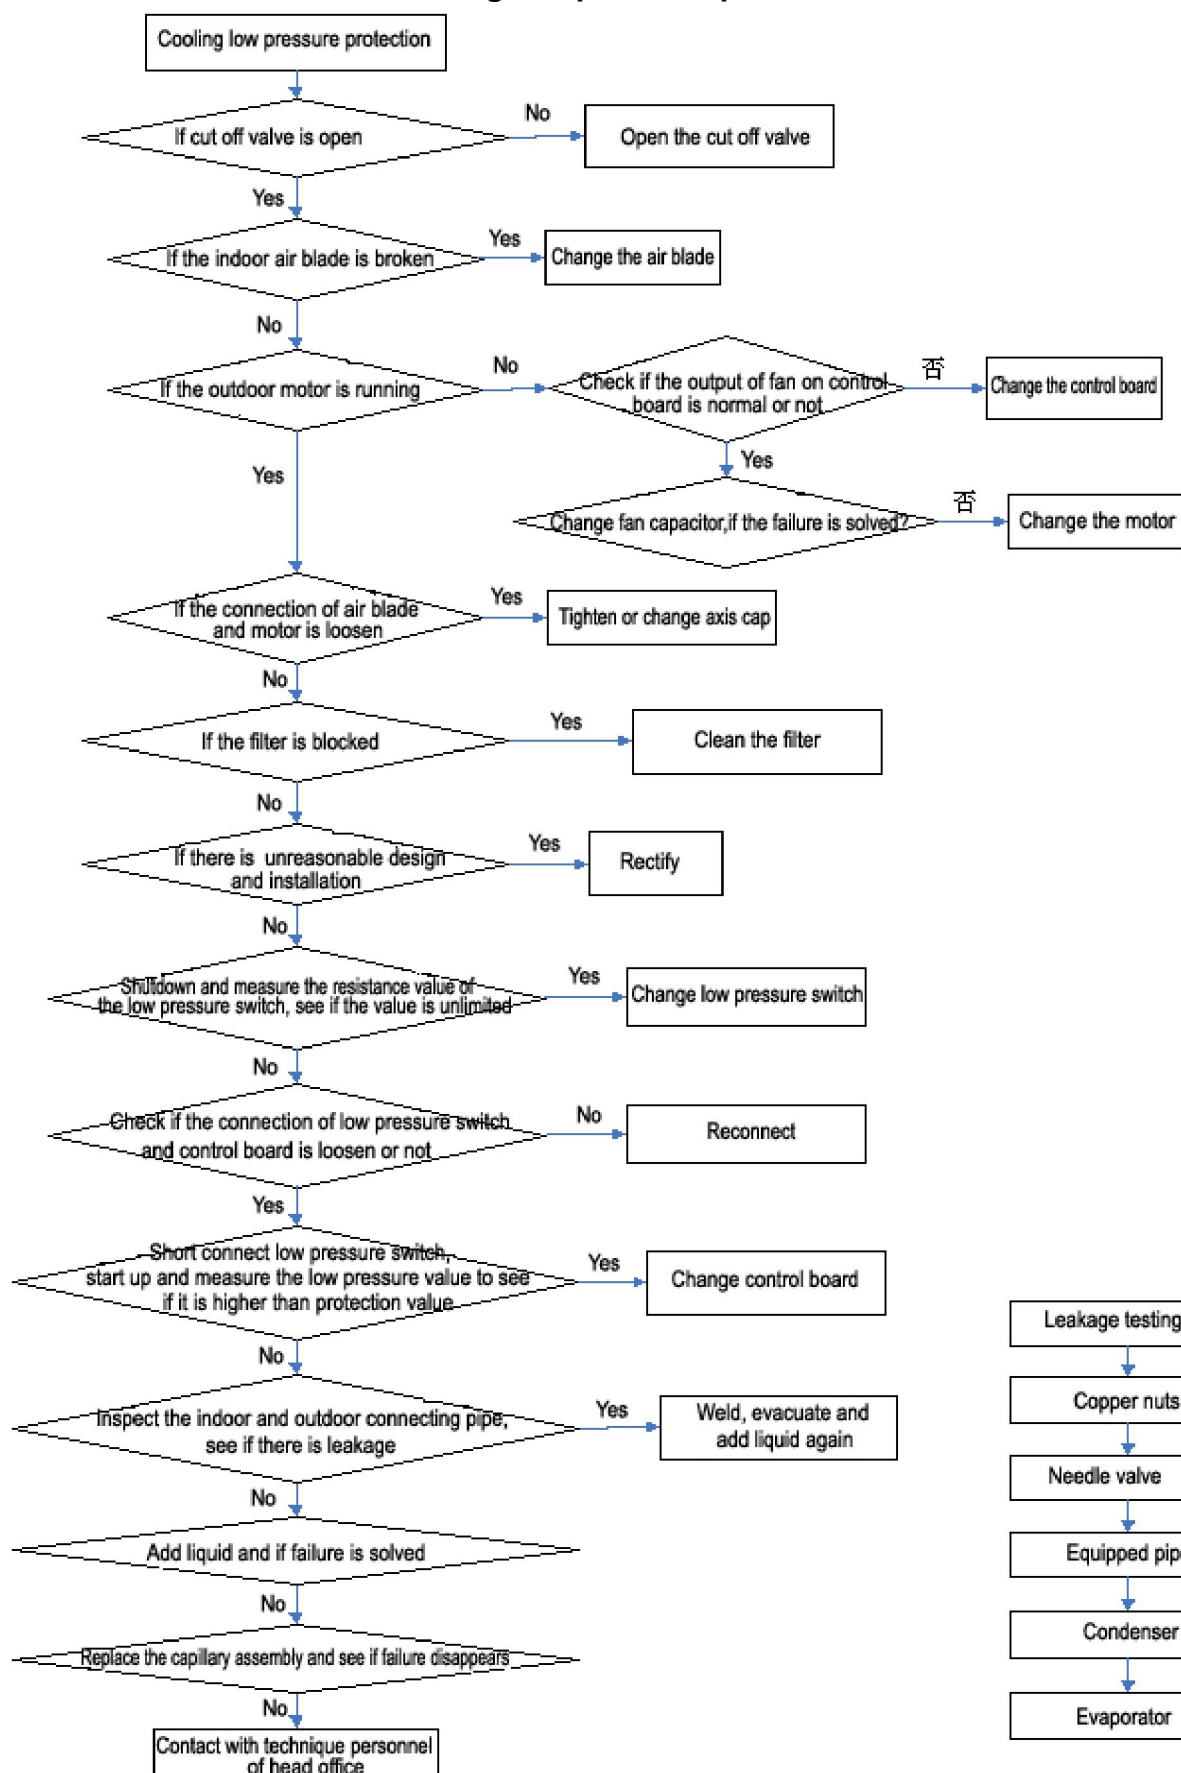 Cooling low pressure protection
If cut off valve is open
No
Open the cut off valve
Yes
If the indoor air blade is broken
Yes
Change the air blade
No
If the outdoor motor is running
No
Check if the output of fan on control
board is normal or not
否
Change the control board
Yes
Yes
Change fan capacitor,if the failure is solved?
否
Change the motor
If the connection of air blade
and motor is loosen
Yes
Tighten or change axis cap
No
If the filter is blocked
Yes
Clean the filter
No
If there is unreasonable design
and installation
Yes
Rectify
No
Shutdown and measure the resistance value of
the low pressure switch, see if the value is unlimited
Yes
Change low pressure switch
No
Check if the connection of low pressure switch
and control board is loosen or not
No
Reconnect
Yes
Short connect low pressure switch,
start up and measure the low pressure value to see
if it is higher than protection value
Yes
Change control board
No
Inspect the indoor and outdoor connecting pipe,
see if there is leakage
Yes
Weld, evacuate and
add liquid again
No
Add liquid and if failure is solved
No
Replace the capillary assembly and see if failure disappears
No
Contact with technique personnel
of head office
Leakage testing
Copper nuts
Needle valve
Equipped pip
Condenser
Evaporator